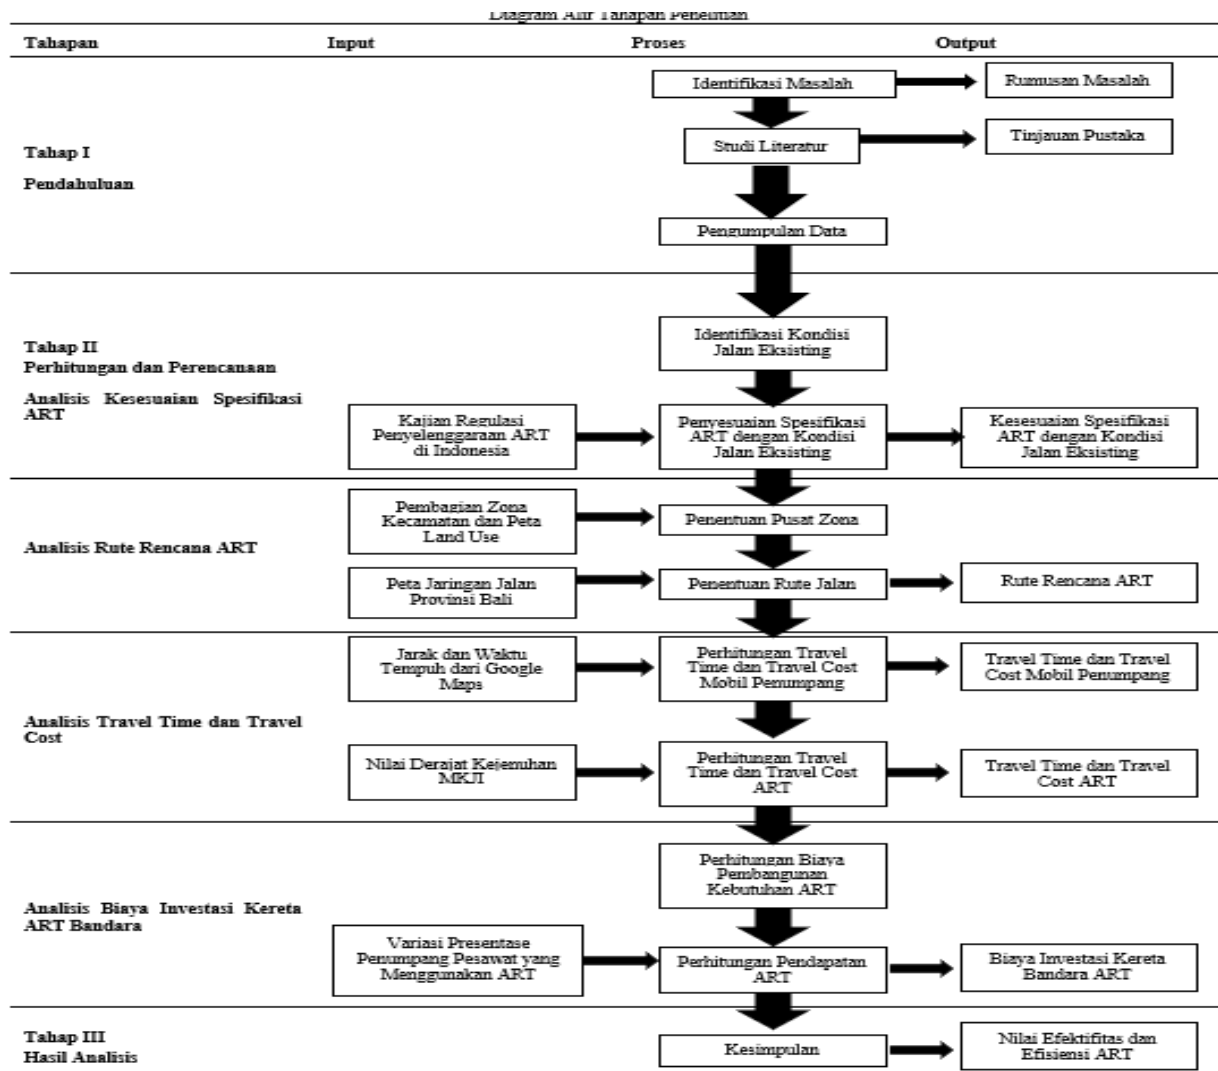 Diagram Alir Tahapan Penelitian
Tahapan
Input
Proses
Output
Identifikasi Masalah
Rumusan Masalah
Studi Literatur
Tinjauan Pustaka
Tahap I
Pendahuluan
Pengumpulan Data
Tahap II
Perhitungan dan Perencanaan
Analisis Kesesuaian Spesifikasi
ART
Identifikasi Kondisi
Jalan Eksisting
Kajian Regulasi
Penyelenggaraan ART
di Indonesia
Penyesuaian Spesifikasi
ART dengan Kondisi
Jalan Eksisting
Kesesuaian Spesifikasi
ART dengan Kondisi
Jalan Eksisting
Analisis Rute Rencana ART
Pembagian Zona
Kecamatan dan Peta
Land Use
Penentuan Pusat Zona
Peta Jaringan Jalan
Provinsi Bali
Penentuan Rute Jalan
Rute Rencana ART
Analisis Travel Time dan Travel
Cost
Jarak dan Waktu
Tempuh dari Google
Maps
Perhitungan Travel
Time dan Travel Cost
Mobil Penumpang
Travel Time dan Travel
Cost Mobil Penumpang
Nilai Derajat Kejenuhan
MKJI
Perhitungan Travel
Time dan Travel Cost
ART
Travel Time dan Travel
Cost ART
Analisis Biaya Investasi Kereta
ART Bandara
Perhitungan Biaya
Pembangunan
Kebutuhan ART
Variasi Presentase
Penumpang Pesawat yang
Menggunakan ART
Perhitungan Pendapatan
ART
Biaya Investasi Kereta
Bandara ART
Tahap III
Hasil Analisis
Kesimpulan
Nilai Efektifitas dan
Efisiensi ART